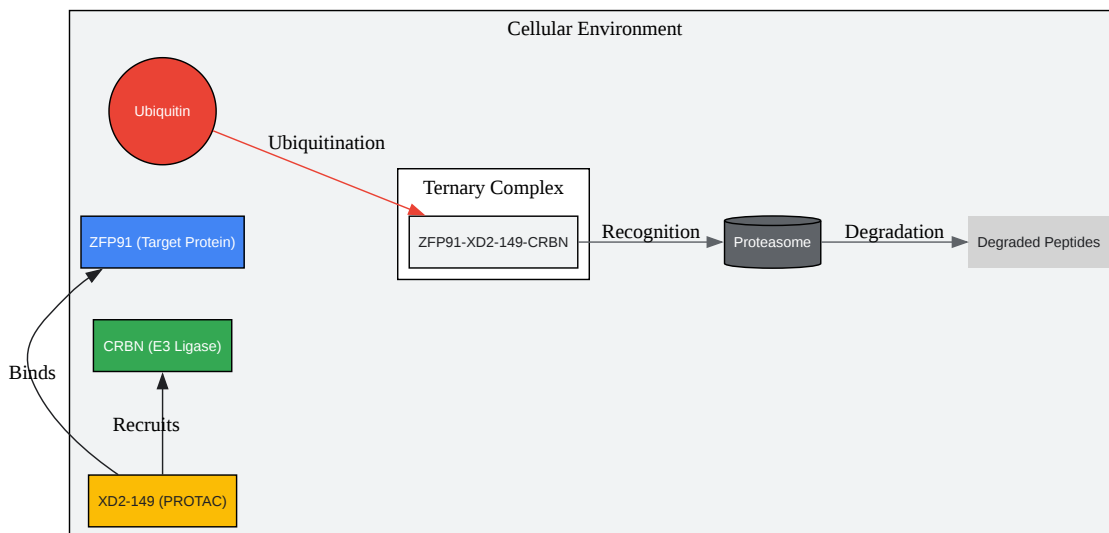 Cellular Environment
Ubiquitin
Ubiquitination
Ternary Complex
ZFP91 (Target Protein)
ZFP91-XD2-149-CRBN
Recognition
Proteasome
Degradation
Degraded Peptides
CRBN (E3 Ligase)
Binds
Recruits
XD2-149 (PROTAC)